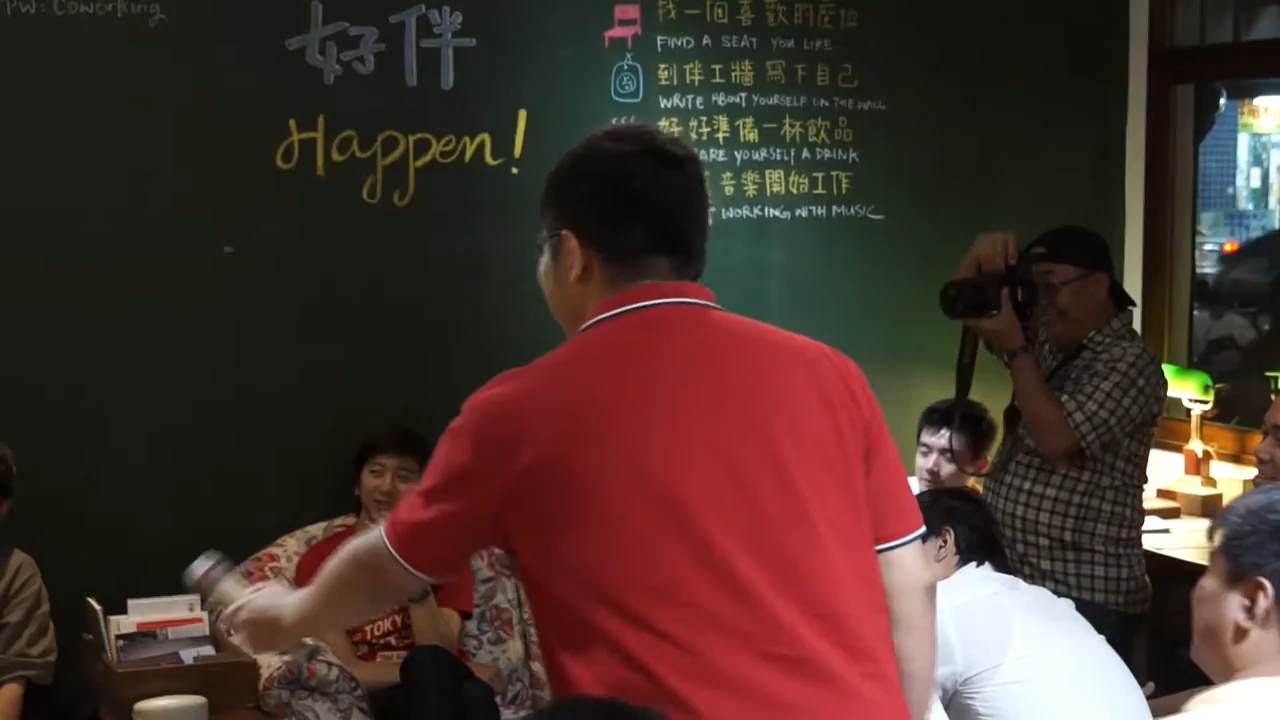 PW: Coworking
好伴
Happen!
找一個喜歡的座位
FIND A SEAT YOU LIKE
到伴工牆寫下自己
WRITE ABOUT YOURSELF ON THE WALL
好好準備一杯飲品
YOURSELF A DRINK
音樂開始工作
WORKING WITH MUSIC
TOKYO